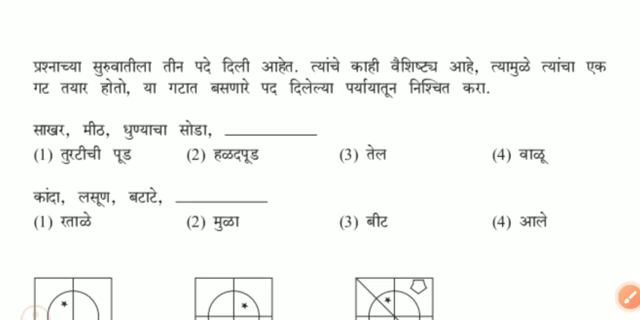 प्रश्नाच्या सुरुवातीला तीन पदे दिली आहेत. त्यांचे काही वैशिष्ट्य आहे, त्यामुळे त्यांचा एक
गट तयार होतो, या गटात बसणारे पद दिलेल्या पर्यायातून निश्चित करा.
साखर, मीठ, धुण्याचा सोडा, ____________
(1) तुरटीची पूड (2) हळदपूड (3) तेल (4) वाळू
कांदा, लसूण, बटाटे, ____________
(1) रताळे (2) मुळा (3) बीट (4) आले